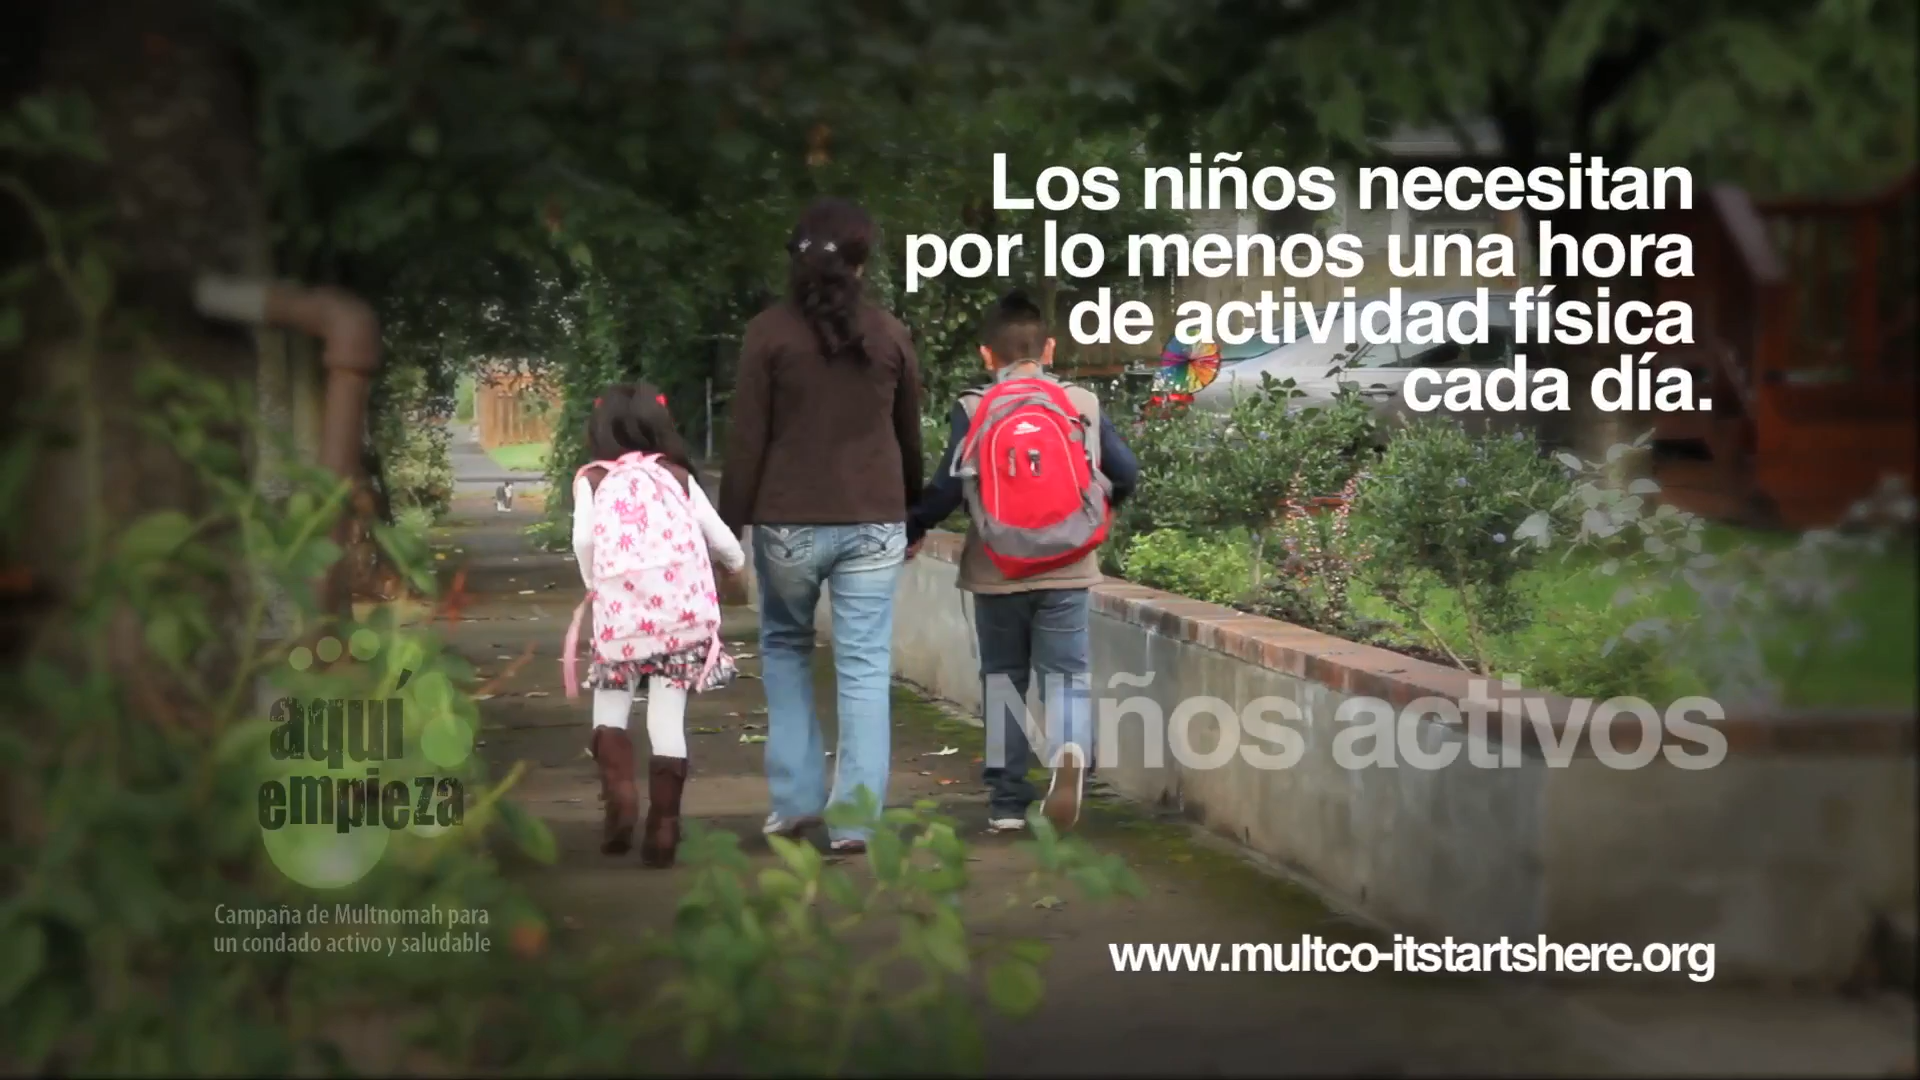 Los niños necesitan
por lo menos una hora
de actividad física
cada día.
Niños activos
aquí
empieza
Campaña de Multnomah para
un condado activo y saludable
www.multco-itstartshere.org